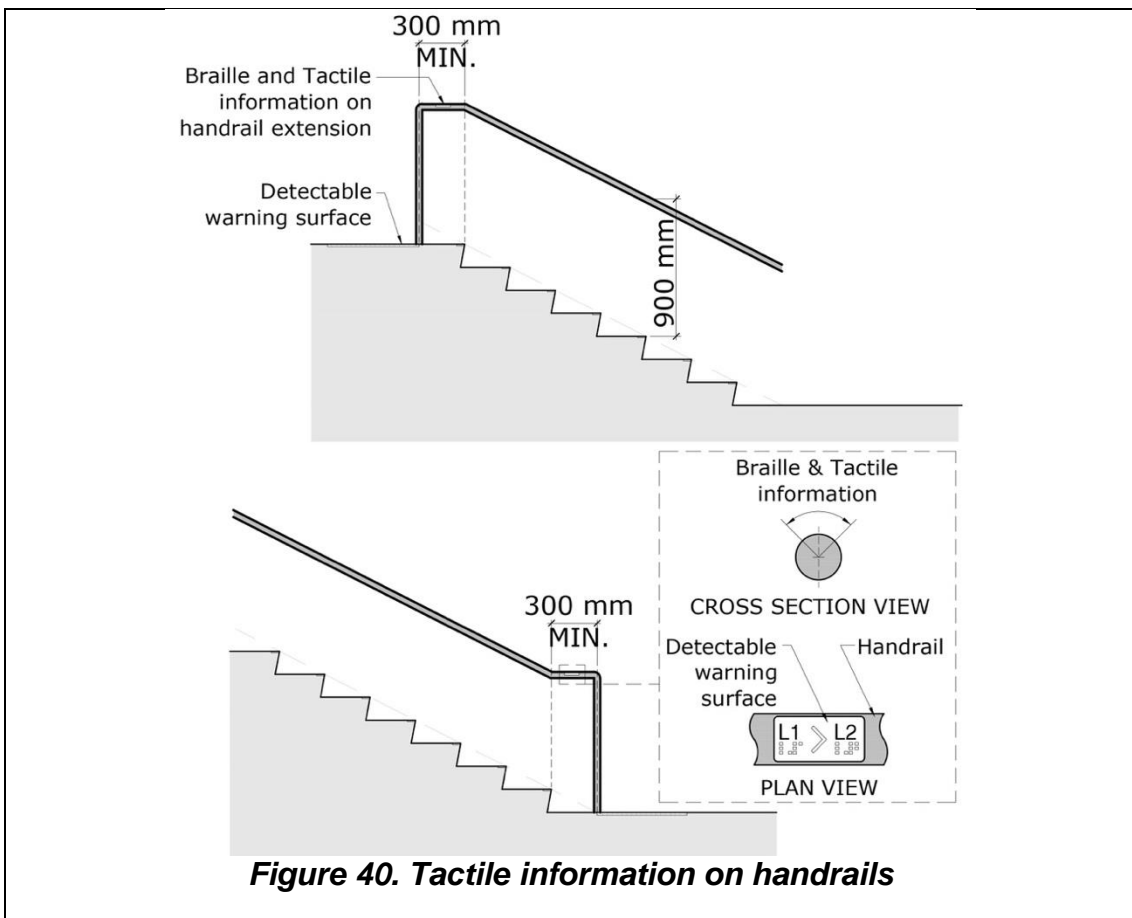 300 mm
MIN.
Braille and Tactile
information on
handrail extension
Detectable
warning surface
900 mm
Braille & Tactile
information
CROSS SECTION VIEW
300 mm
MIN.
Detectable
warning
surface
Handrail
L1 > L2
PLAN VIEW
Figure 40. Tactile information on handrails